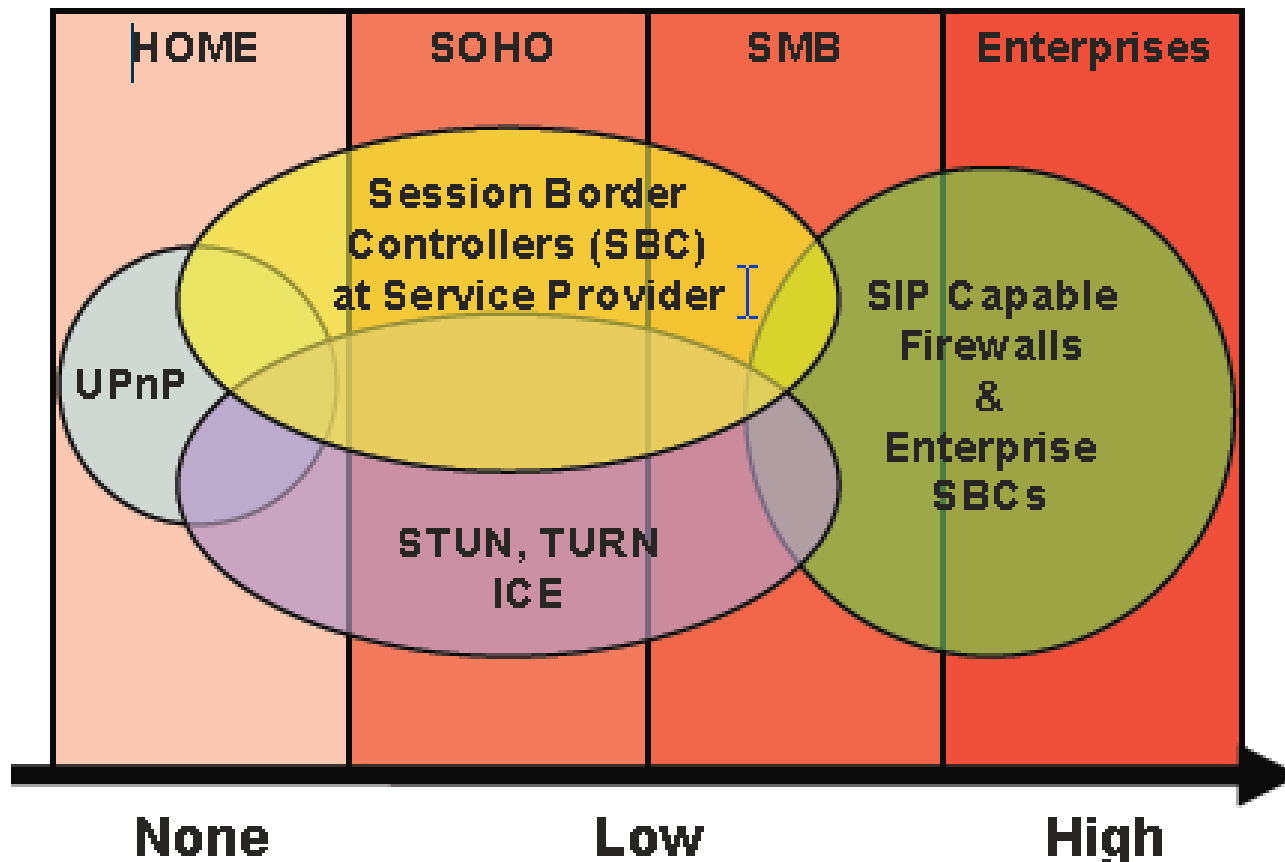 HOME SOHO SMB Enterprises
Session Border
Controllers (SBC)
at Service Provider
UPnP
SIP Capable
Firewalls
&
Enterprise
SBCs
STUN, TURN
ICE
None Low High